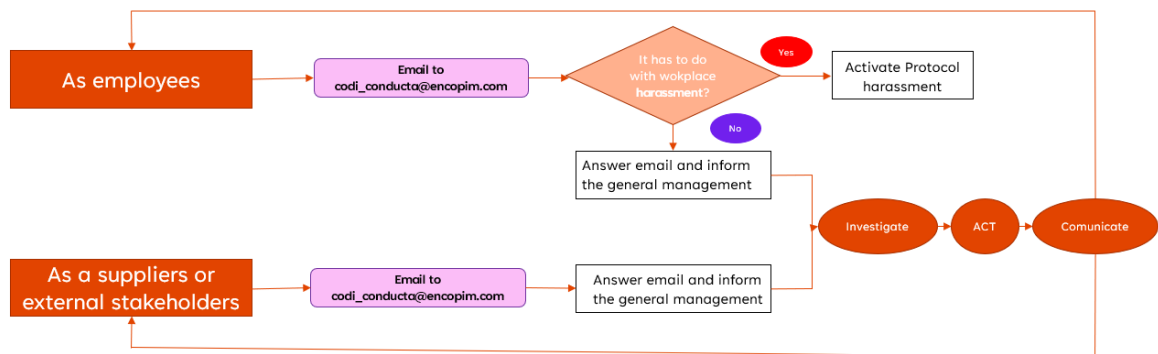 As employees
Email to
codi_conducta@encopim.com
It has to do
with wokplace
harassment?
Yes
Activate Protocol
harassment
No
Answer email and inform
the general management
Investigate
ACT
Comunicate
As a suppliers or
external stakeholders
Email to
codi_conducta@encopim.com
Answer email and inform
the general management